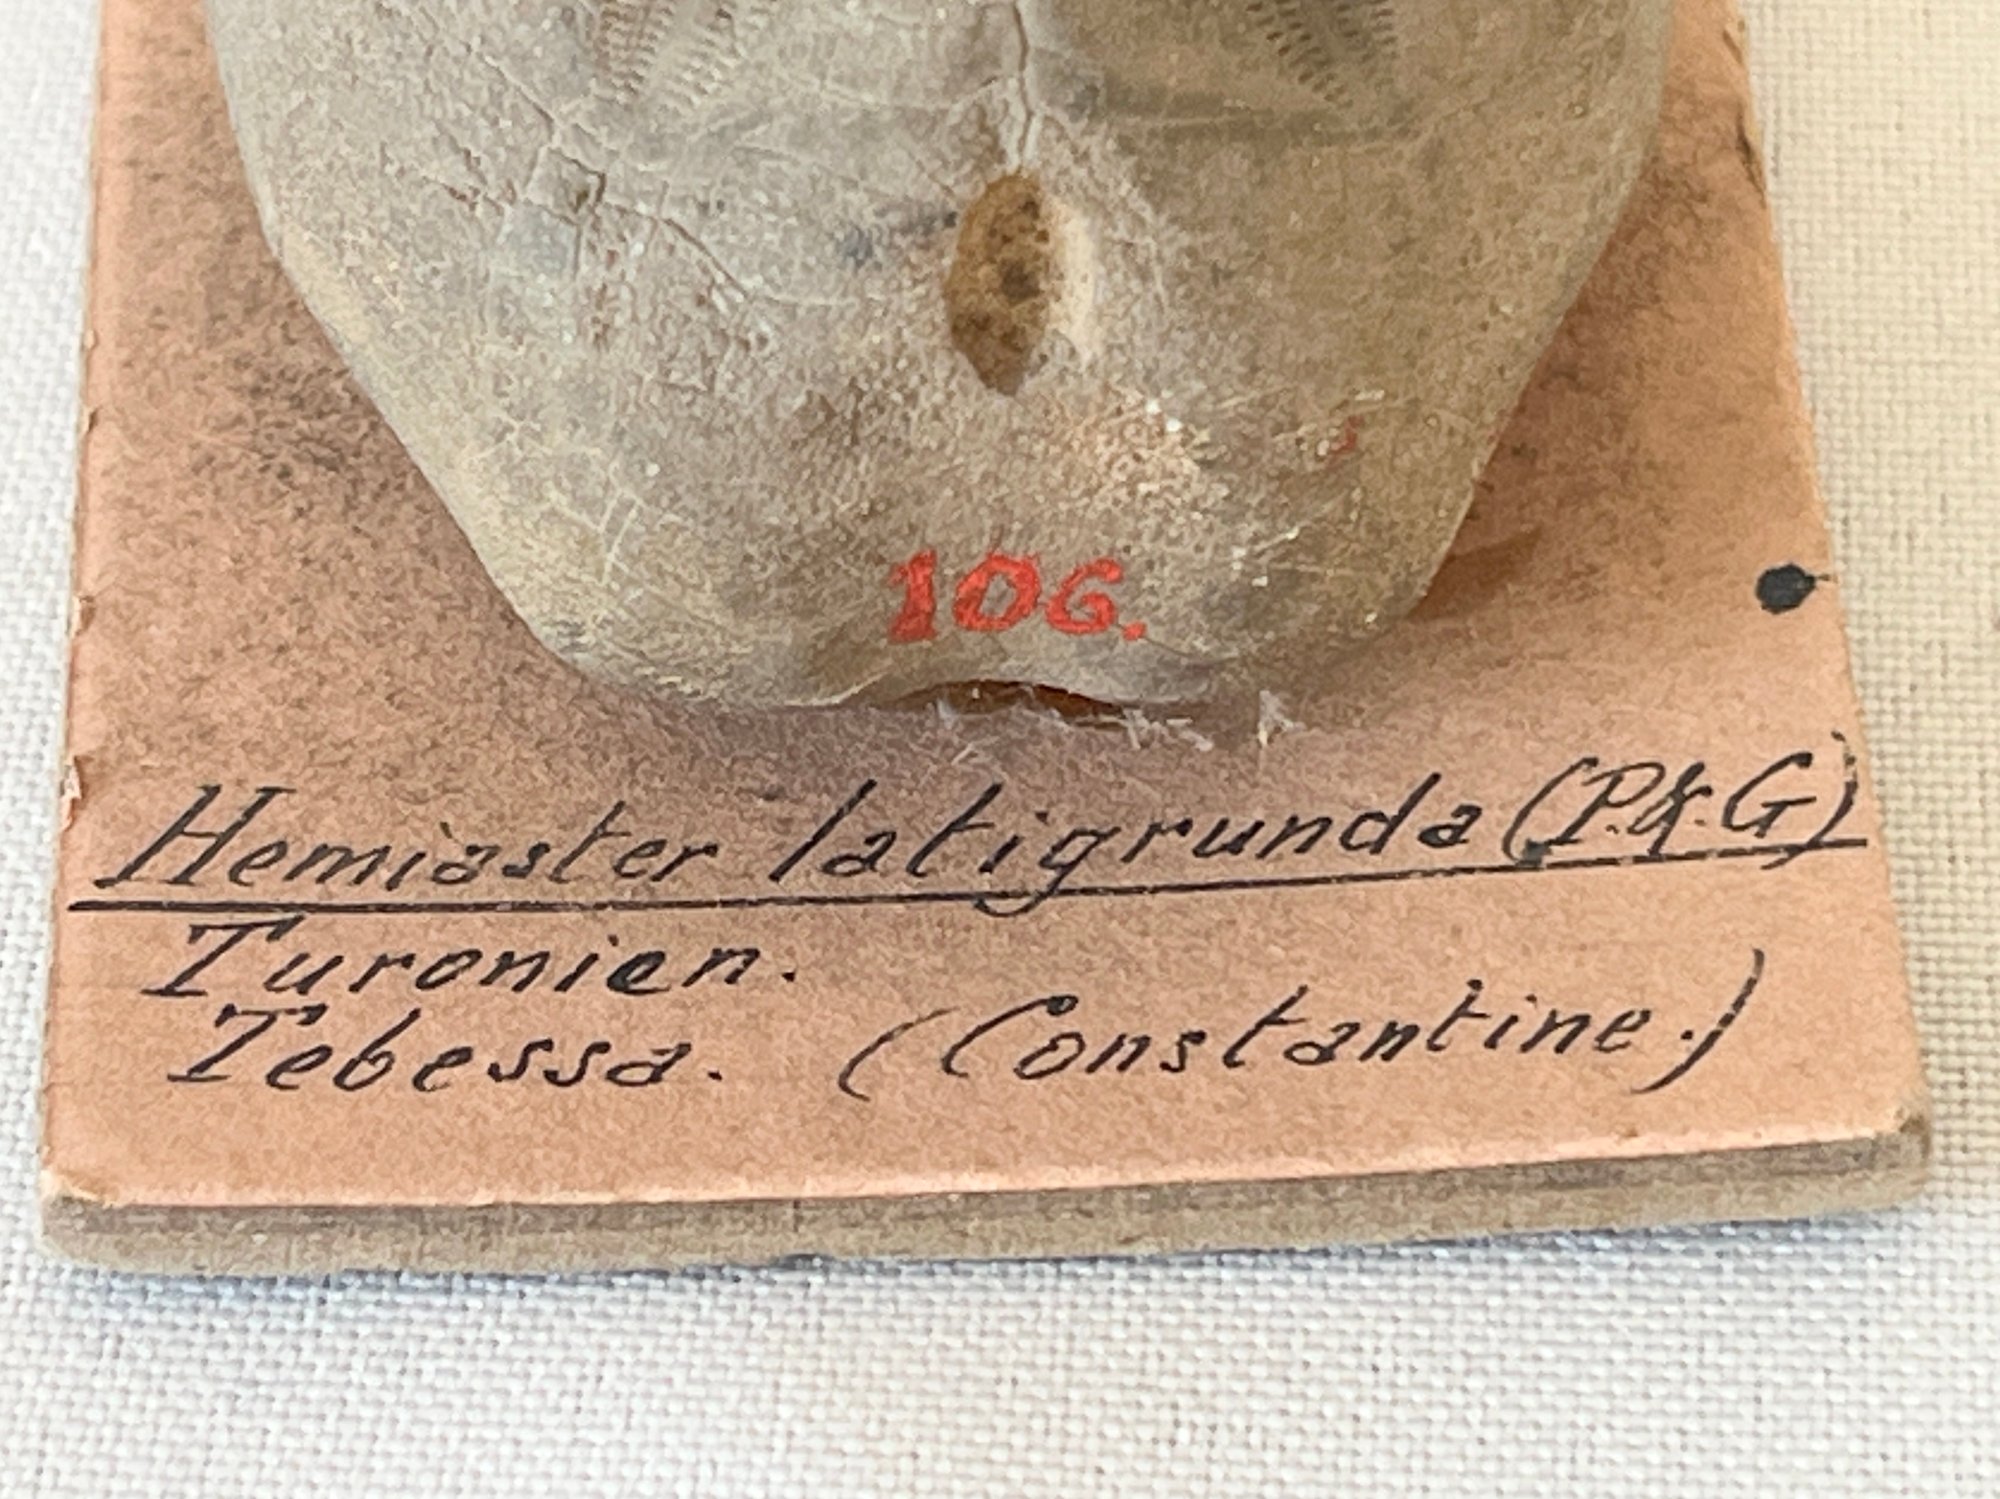 106.
Hemiaster latigrunda (P.&.G)
Turonien.
Tebessa. (Constantine.)